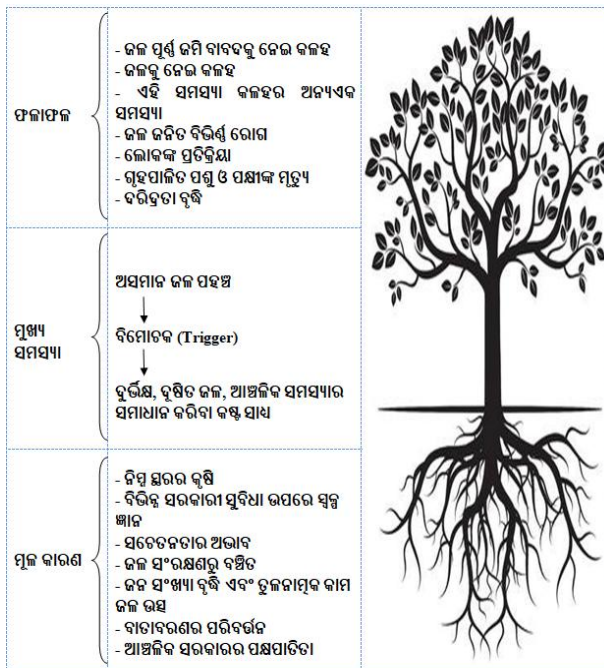 ଫଳାଫଳ
- ଜଳ ପୂର୍ଣ୍ଣ ଜମି ବାବଦକୁ ନେଇ କଳହ
- ଜଳକୁ ନେଇ କଳହ
- ଏହି ସମସ୍ୟା କଳହର ଅନ୍ୟଏକ
ସମସ୍ୟା
- ଜଳ ଜନିତ ବିଭିର୍ଣ୍ଣ ରୋଗ
- ଲୋକଙ୍କ ପ୍ରତିକ୍ରିୟା
- ଗୃହପାଳିତ ପଶୁ ଓ ପକ୍ଷୀଙ୍କ ମୃତ୍ୟୁ
- ଦରିଦ୍ରତା ବୃଦ୍ଧି
ମୁଖ୍ୟ
ସମସ୍ୟା
ଅସମାନ ଜଳ ପହଞ୍ଚ
ବିମୋଚକ (Trigger)
ଦୁର୍ଭିକ୍ଷ, ଦୂଷିତ ଜଳ, ଆଞ୍ଚଳିକ ସମସ୍ୟାର
ସମାଧାନ କରିବା କଷ୍ଟ ସାଧ୍ୟ
ମୂଳ କାରଣ
- ନିମ୍ନ ସ୍ତରର କୃଷି
- ବିଭିନ୍ନ ସରକାରୀ ସୁବିଧା ଉପରେ ସ୍ୱଳ୍ପ
ଜ୍ଞାନ
- ସଚେତନତାର ଅଭାବ
- ଜଳ ସଂରକ୍ଷଣରୁ ବଞ୍ଚିତ
- ଜନ ସଂଖ୍ୟା ବୃଦ୍ଧି ଏବଂ ତୁଳନାତ୍ମକ କାମ
ଜଳ ଉତ୍ସ
- ବାତାବରଣର ପରିବର୍ତ୍ତନ
- ଆଞ୍ଚଳିକ ସରକାରର ପକ୍ଷପାତିତା